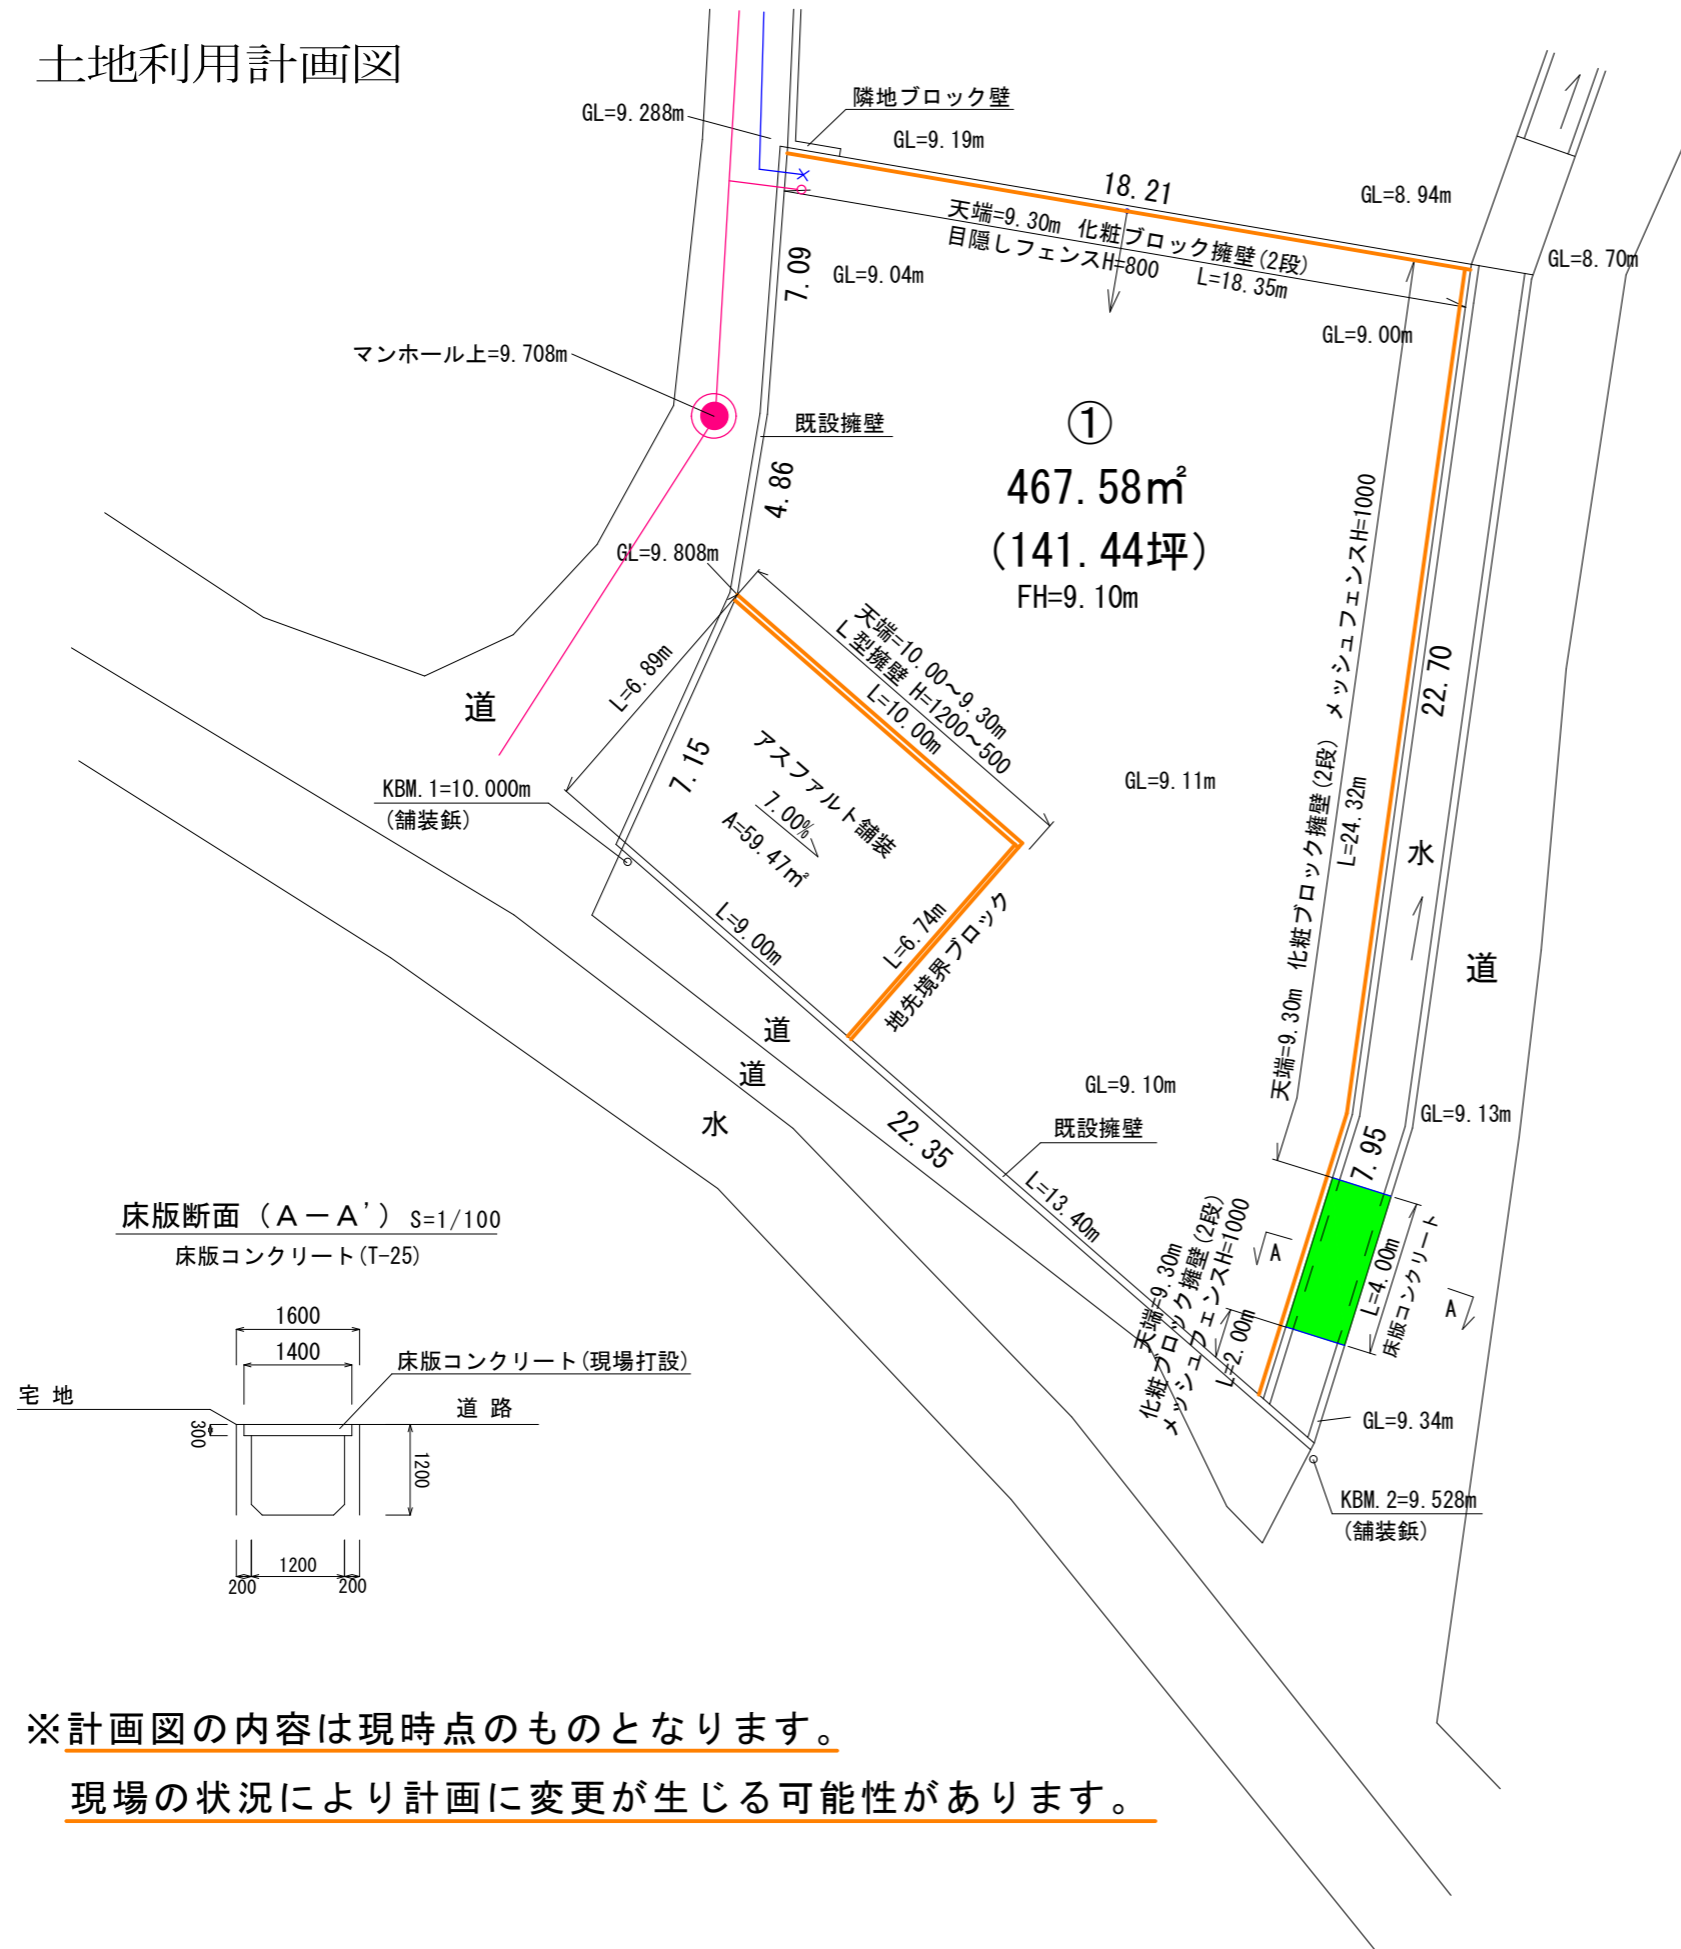 土地利用計画図
隣地ブロック壁
GL=9.288m
GL=9.19m
18.21
GL=8.94m
天端=9.30m 化粧ブロック擁壁(2段)
目隠しフェンスH=800
L=18.35m
GL=8.70m
7.09
GL=9.04m
GL=9.00m
マンホール上=9.708m
既設擁壁
①
467.58㎡
(141.44坪)
FH=9.10m
4.86
GL=9.808m
天端=10.00～9.30m
L型擁壁 H=1200～500
L=10.00m
L=6.89m
道
7.15
アスファルト舗装
7.00%
A=59.47㎡
KBM.1=10.000m
(舗装鋲)
GL=9.11m
天端=9.30m 化粧ブロック擁壁(2段) メッシュフェンスH=1000
L=24.32m
22.70
水
道
L=9.00m
L=6.74m
地先境界ブロック
道
道
水
GL=9.10m
GL=9.13m
22.35
既設擁壁
7.95
L=13.40m
天端=9.30m
化粧ブロック擁壁(2段)
メッシュフェンスH=1000
L=2.00m
A
L=4.00m
床版コンクリート
A
GL=9.34m
KBM.2=9.528m
(舗装鋲)
床版断面(A－A') S=1/100
床版コンクリート(T-25)
1600
1400
床版コンクリート(現場打設)
宅地
道路
300
1200
1200
200
200
※計画図の内容は現時点のものとなります。
現場の状況により計画に変更が生じる可能性があります。